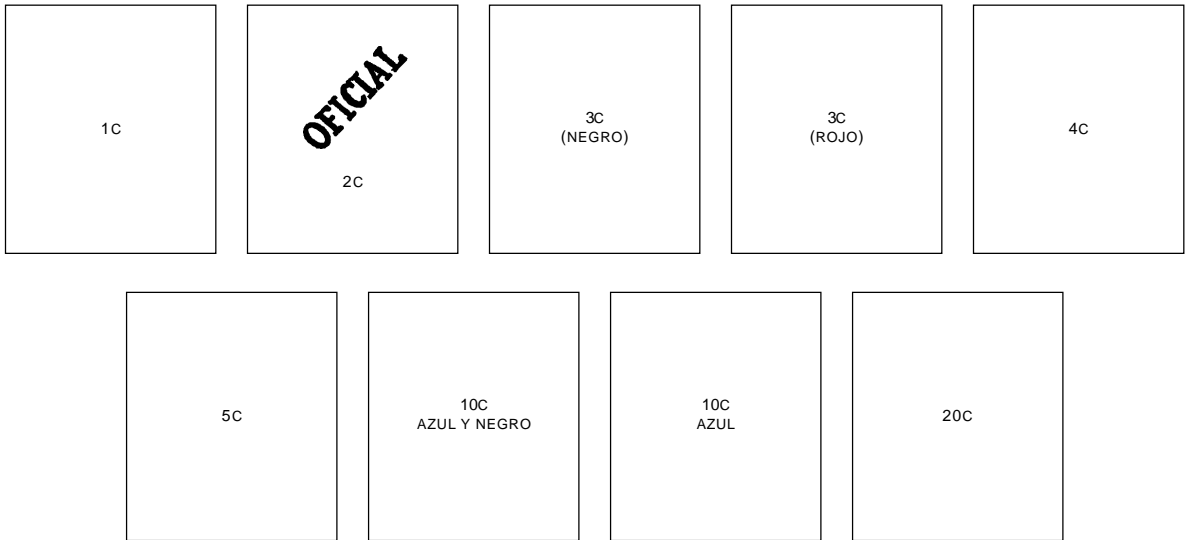 1C
OFICIAL
2C
3C
(NEGRO)
3C
(ROJO)
4C
5C
10C
AZUL Y NEGRO
10C
AZUL
20C